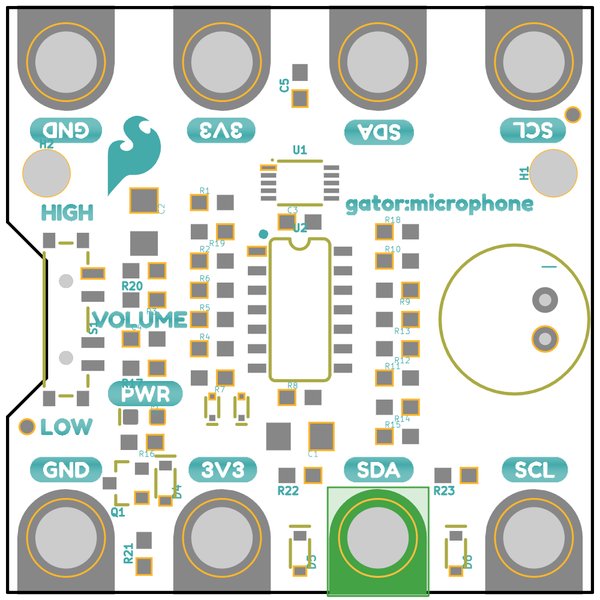 GND 3V3 SDA SCL
C5
H2
U1
H1
HIGH
R1
C2
gator:microphone
C3
R18
R19
U2
R2
R10
R20
R6
R9
R5
S1
VOLUME
R13
R4
R12
R11
R7
R8
PWR
R14
LOW
R15
R16
C1
GND 3V3 SDA SCL
D4
R22
R23
Q1
R21
D5
D6